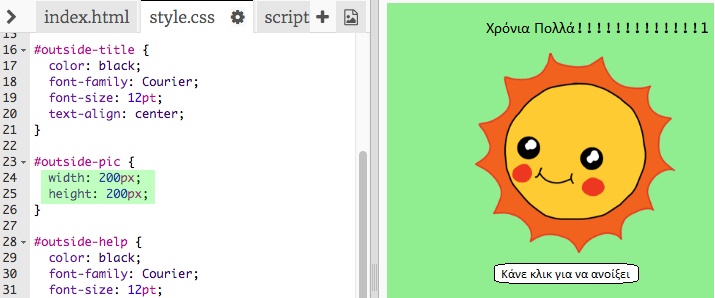 index.html style.css script
15
16 #outside-title {
17 color: black;
18 font-family: Courier;
19 font-size: 12pt;
20 text-align: center;
21 }
22
23 #outside-pic {
24 width: 200px;
25 height: 200px;
26 }
27
28 #outside-help {
29 color: black;
30 font-family: Courier;
31 font-size: 12pt;
Χρόνια Πολλά!!!!!!!!!!!!!!1
Κάνε κλικ για να ανοίξει